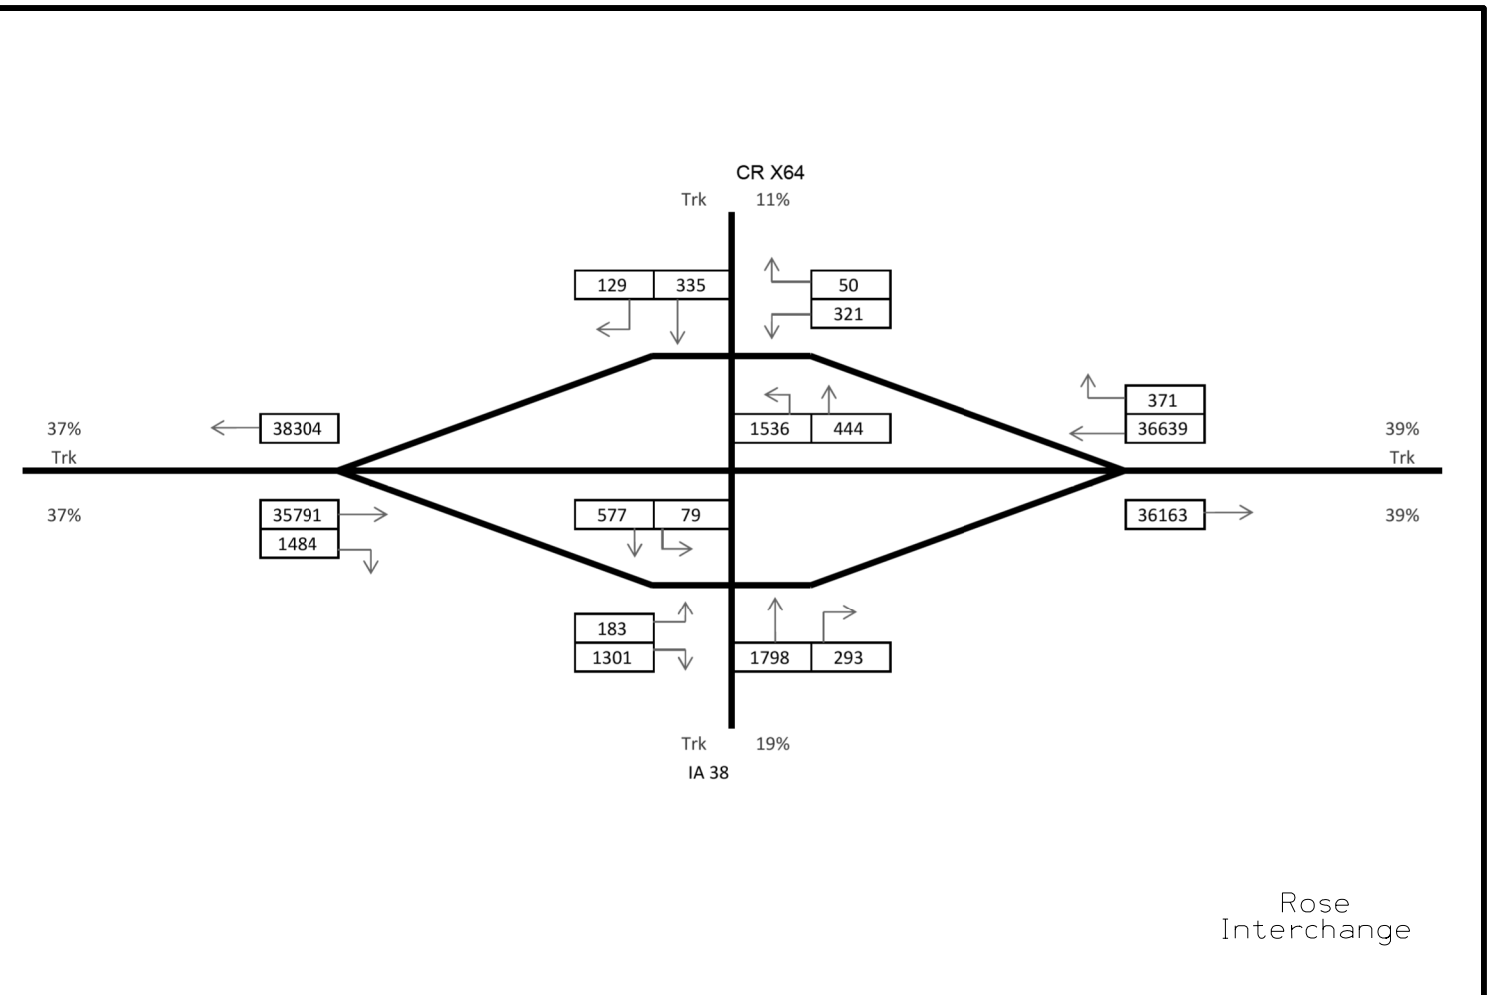 CR X64
Trk 11%
129 335 50
321
371
37% 38304 1536 444 36639 39%
Trk Trk
37% 35791 577 79 36163 39%
1484
183
1301 1798 293
Trk 19%
IA 38
Rose
Interchange